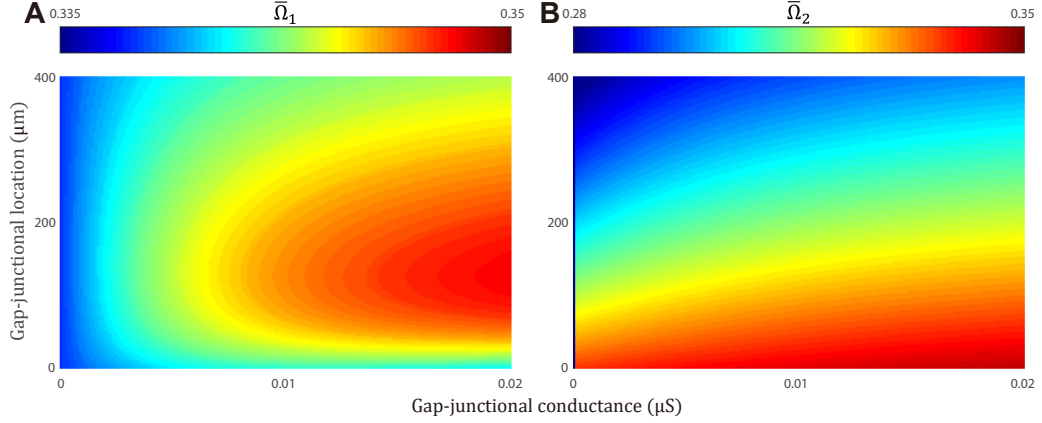 A 0.335 Ω̅₁ 0.35
B 0.28 Ω̅₂ 0.35
Gap-junctional location (μm)
400
200
0
0 0.01 0.02
400
200
0
0 0.01 0.02
Gap-junctional conductance (μS)